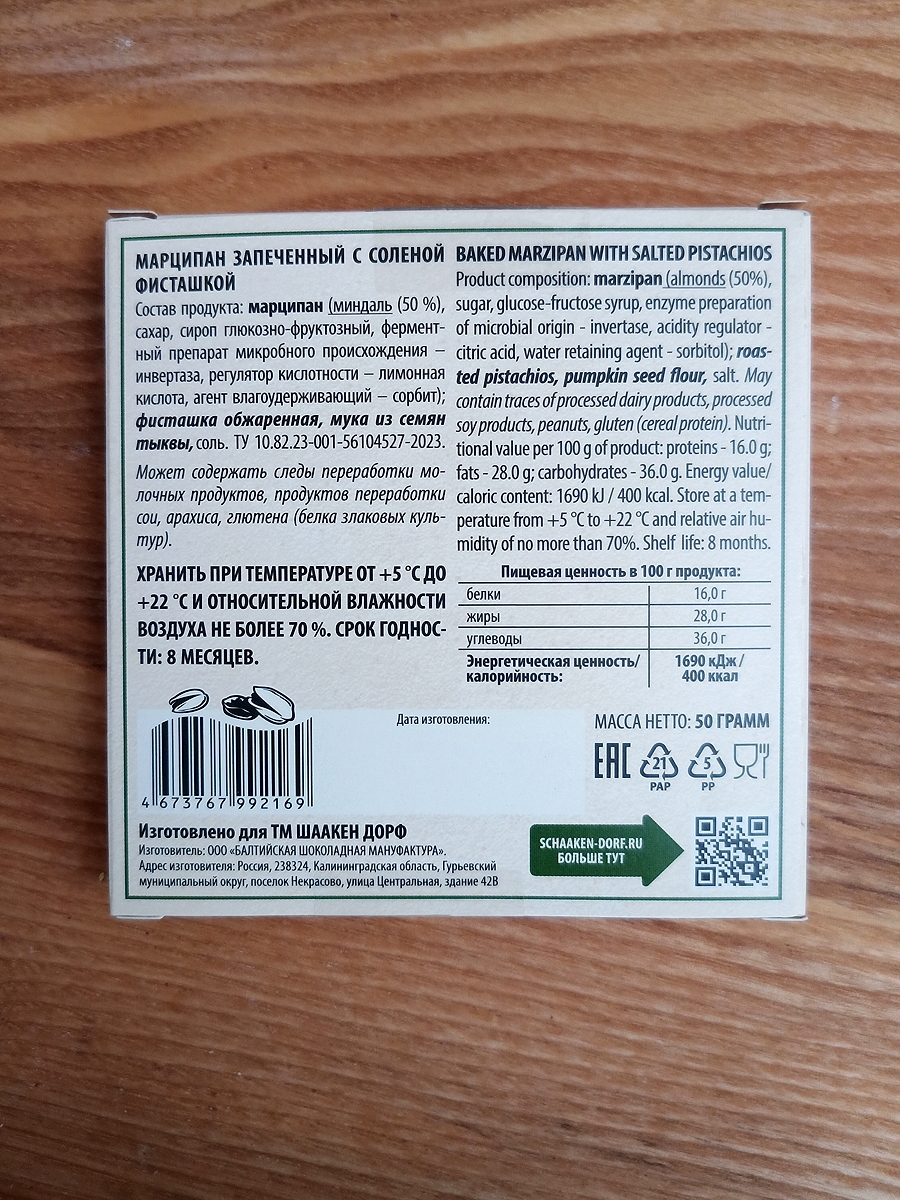 МАРЦИПАН ЗАПЕЧЕННЫЙ С СОЛЕНОЙ
ФИСТАШКОЙ
Состав продукта: марципан (миндаль (50 %),
сахар, сироп глюкозно-фруктозный, фермент-
ный препарат микробного происхождения –
инвертаза, регулятор кислотности – лимонная
кислота, агент влагоудерживающий – сорбит);
фисташка обжаренная, мука из семян
тыквы, соль. ТУ 10.82.23-001-56104527-2023.
Может содержать следы переработки мо-
лочных продуктов, продуктов переработки
сои, арахиса, глютена (белка злаковых куль-
тур).
ХРАНИТЬ ПРИ ТЕМПЕРАТУРЕ ОТ +5 °C ДО
+22 °C И ОТНОСИТЕЛЬНОЙ ВЛАЖНОСТИ
ВОЗДУХА НЕ БОЛЕЕ 70 %. СРОК ГОДНОС-
ТИ: 8 МЕСЯЦЕВ.
BAKED MARZIPAN WITH SALTED PISTACHIOS
Product composition: marzipan (almonds (50%),
sugar, glucose-fructose syrup, enzyme preparation
of microbial origin - invertase, acidity regulator -
citric acid, water retaining agent - sorbitol); roas-
ted pistachios, pumpkin seed flour, salt. May
contain traces of processed dairy products, processed
soy products, peanuts, gluten (cereal protein). Nutri-
tional value per 100 g of product: proteins - 16.0 g;
fats - 28.0 g; carbohydrates - 36.0 g. Energy value/
caloric content: 1690 kJ / 400 kcal. Store at a tem-
perature from +5 °C to +22 °C and relative air hu-
midity of no more than 70%. Shelf life: 8 months.
Пищевая ценность в 100 г продукта:
белки 16,0 г
жиры 28,0 г
углеводы 36,0 г
Энергетическая ценность/ 1690 кДж /
калорийность: 400 ккал
Дата изготовления:
МАССА НЕТТО: 50 ГРАММ
EAC 21 5
PAP PP
4 673767 992169
Изготовлено для ТМ ШААКЕН ДОРФ
Изготовитель: ООО «БАЛТИЙСКАЯ ШОКОЛАДНАЯ МАНУФАКТУРА».
Адрес изготовителя: Россия, 238324, Калининградская область, Гурьевский
муниципальный округ, поселок Некрасово, улица Центральная, здание 42В
SCHAAKEN-DORF.RU
БОЛЬШЕ ТУТ